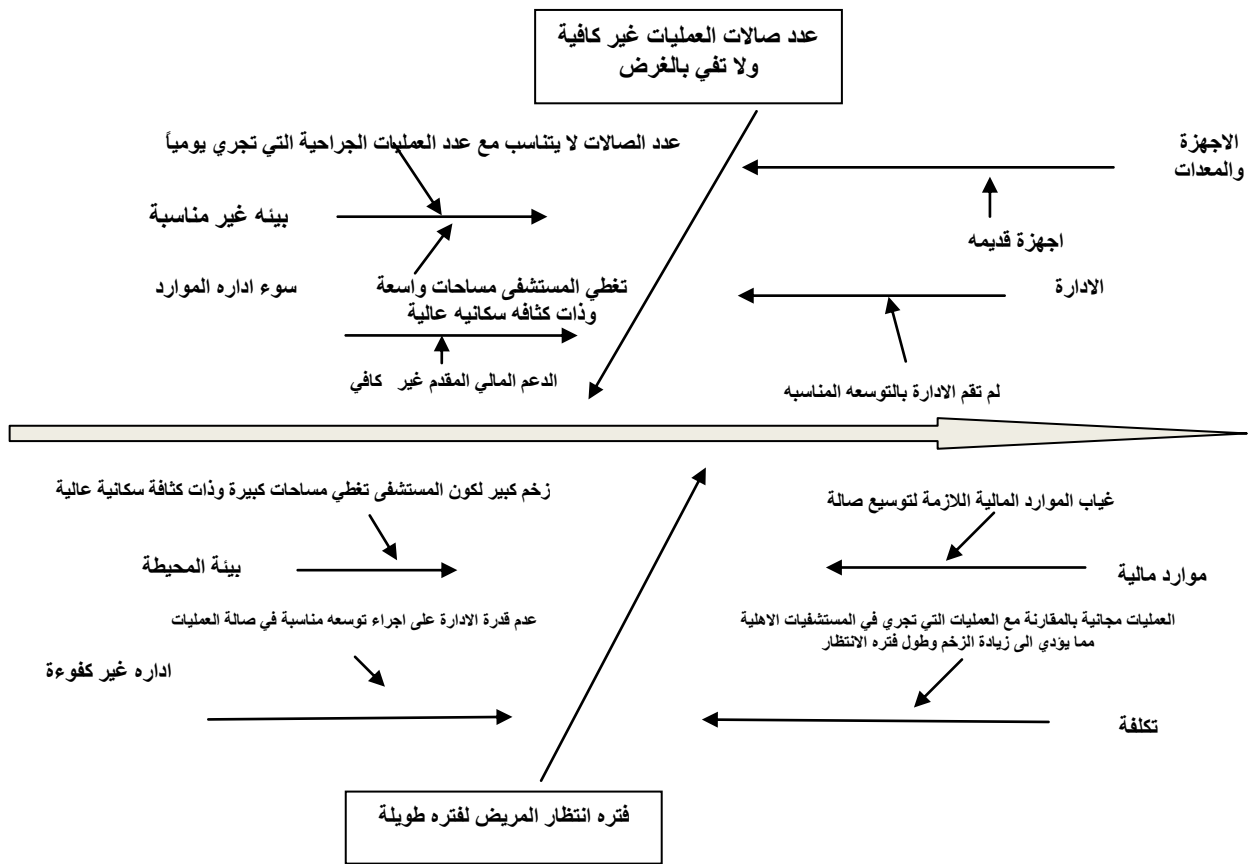 عدد صالات العمليات غير كافية
ولا تفي بالغرض
عدد الصالات لا يتناسب مع عدد العمليات الجراحية التي تجري يومياً
الاجهزة
والمعدات
بيئه غير مناسبة
اجهزة قديمه
سوء اداره الموارد
تغطي المستشفى مساحات واسعة
وذات كثافه سكانيه عالية
الادارة
الدعم المالي المقدم غير كافي
لم تقم الادارة بالتوسعه المناسبه
زخم كبير لكون المستشفى تغطي مساحات كبيرة وذات كثافة سكانية عالية
غياب الموارد المالية اللازمة لتوسيع صالة
بيئة المحيطة
موارد مالية
عدم قدرة الادارة على اجراء توسعه مناسبة في صالة العمليات
العمليات مجانية بالمقارنة مع العمليات التي تجري في المستشفيات الاهلية
مما يؤدي الى زيادة الزخم وطول فتره الانتظار
اداره غير كفوءة
تكلفة
فتره انتظار المريض لفتره طويلة